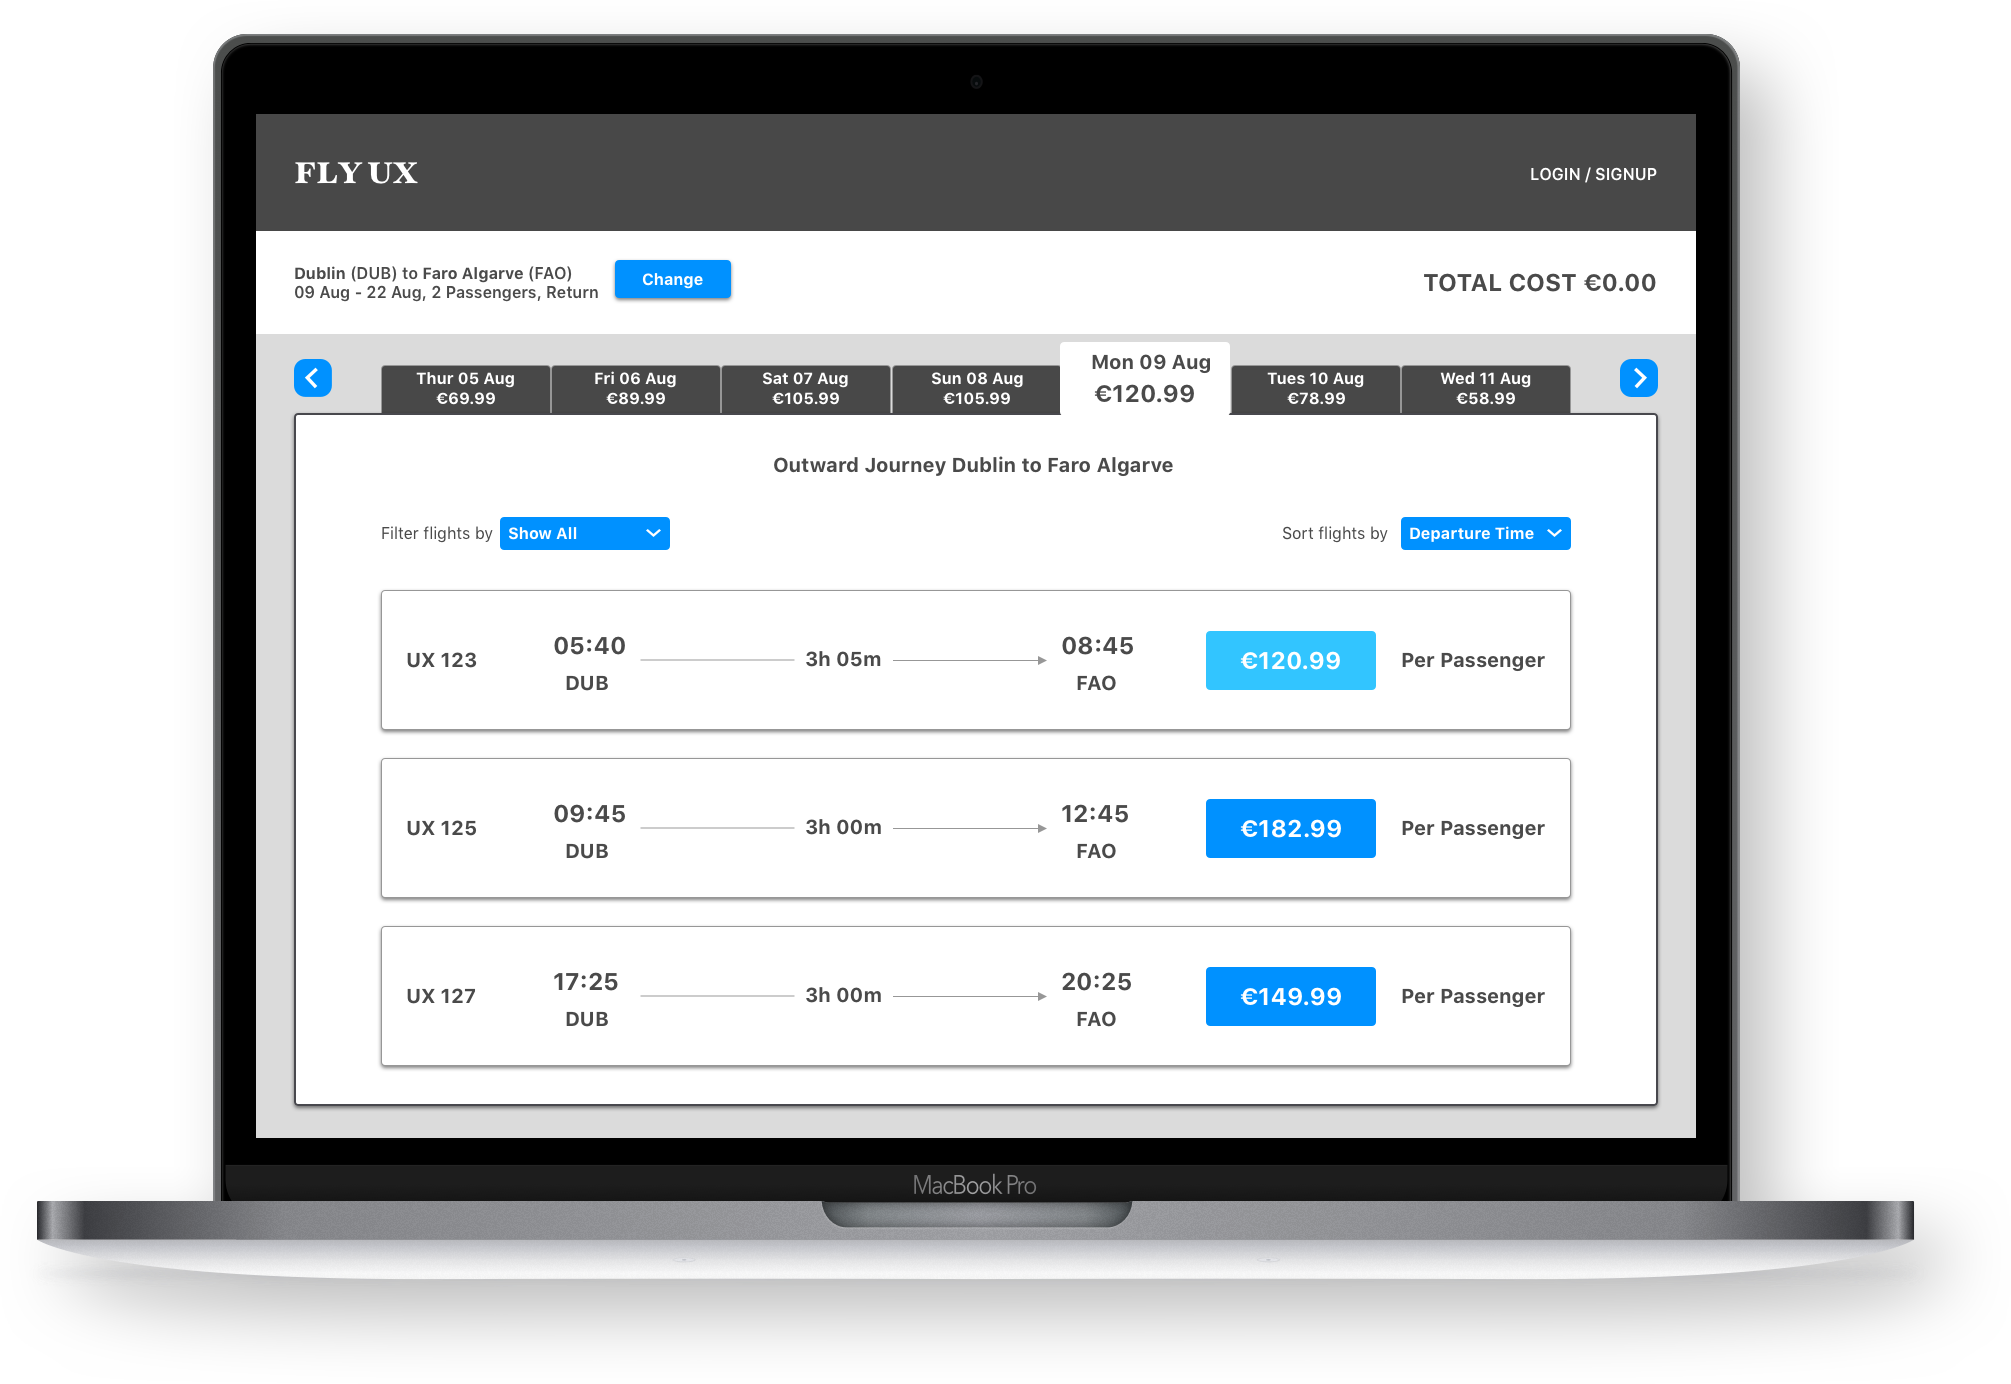 FLY UX
LOGIN / SIGNUP
Dublin (DUB) to Faro Algarve (FAO)
09 Aug - 22 Aug, 2 Passengers, Return
Change
TOTAL COST €0.00
Thur 05 Aug
€69.99
Fri 06 Aug
€89.99
Sat 07 Aug
€105.99
Sun 08 Aug
€105.99
Mon 09 Aug
€120.99
Tues 10 Aug
€78.99
Wed 11 Aug
€58.99
Outward Journey Dublin to Faro Algarve
Filter flights by Show All
Sort flights by Departure Time
UX 123
05:40
DUB
3h 05m
08:45
FAO
€120.99
Per Passenger
UX 125
09:45
DUB
3h 00m
12:45
FAO
€182.99
Per Passenger
UX 127
17:25
DUB
3h 00m
20:25
FAO
€149.99
Per Passenger
MacBook Pro